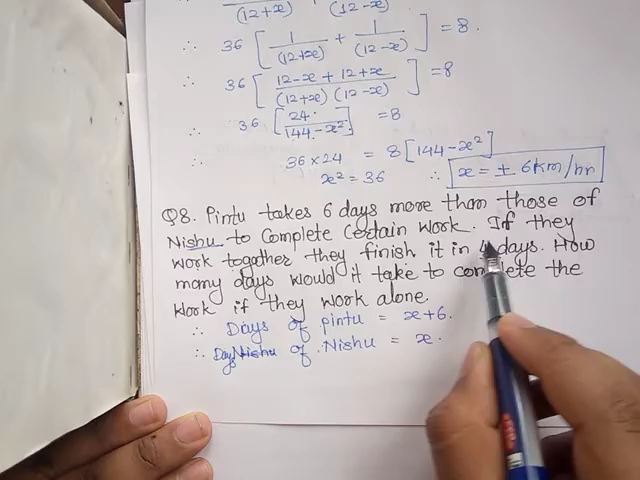 (12+x) (12-x)
∴ 36 [ 1/(12+x) + 1/(12-x) ] = 8.
36 [ 12-x + 12+x / (12+x) (12-x) ] = 8
∴ 36 [ 24. / 144-x² ] = 8
∴ 36 × 24 = 8 [144-x²]
x² = 36 ∴ x = ± 6km/hr
Q8. Pintu takes 6 days more than those of
Nishu to complete certain work. If they
work together they finish it in 4 days. How
many days would it take to complete the
work if they work alone.
∴ Days of pintu = x+6.
∴ Days of Nishu = x.